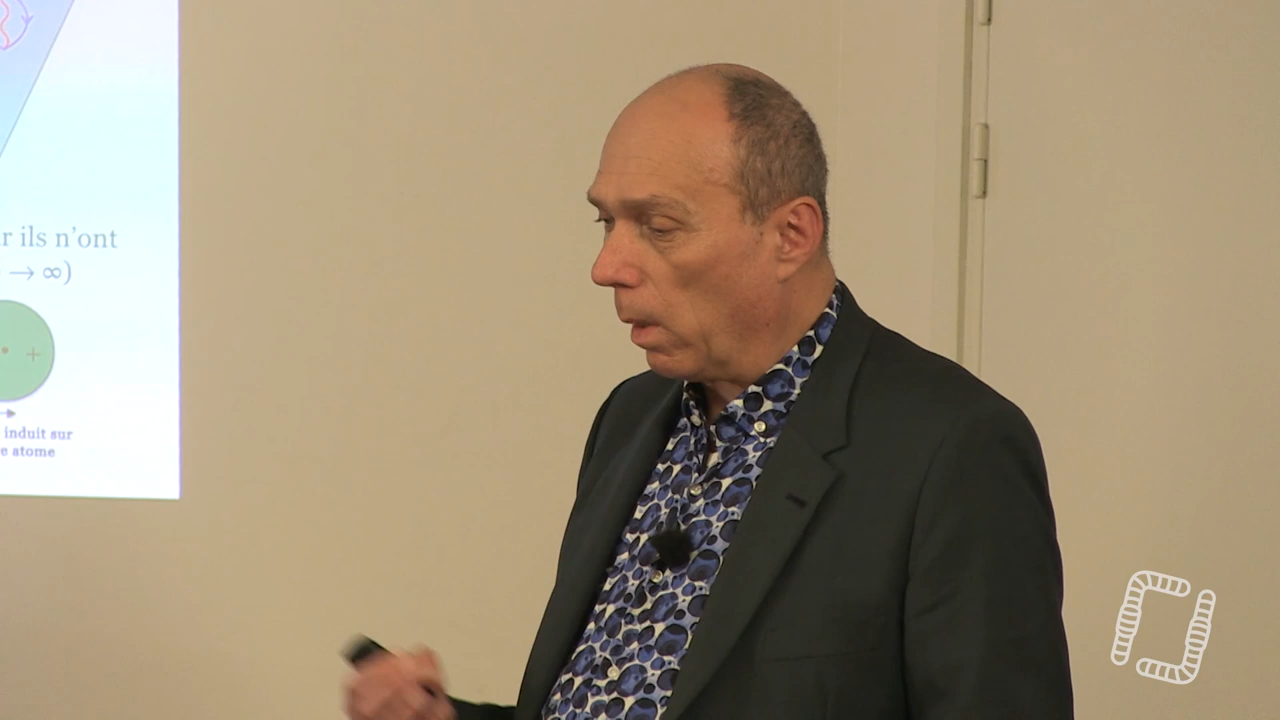 r ils n'ont
→ ∞)
+
induit sur
e atome